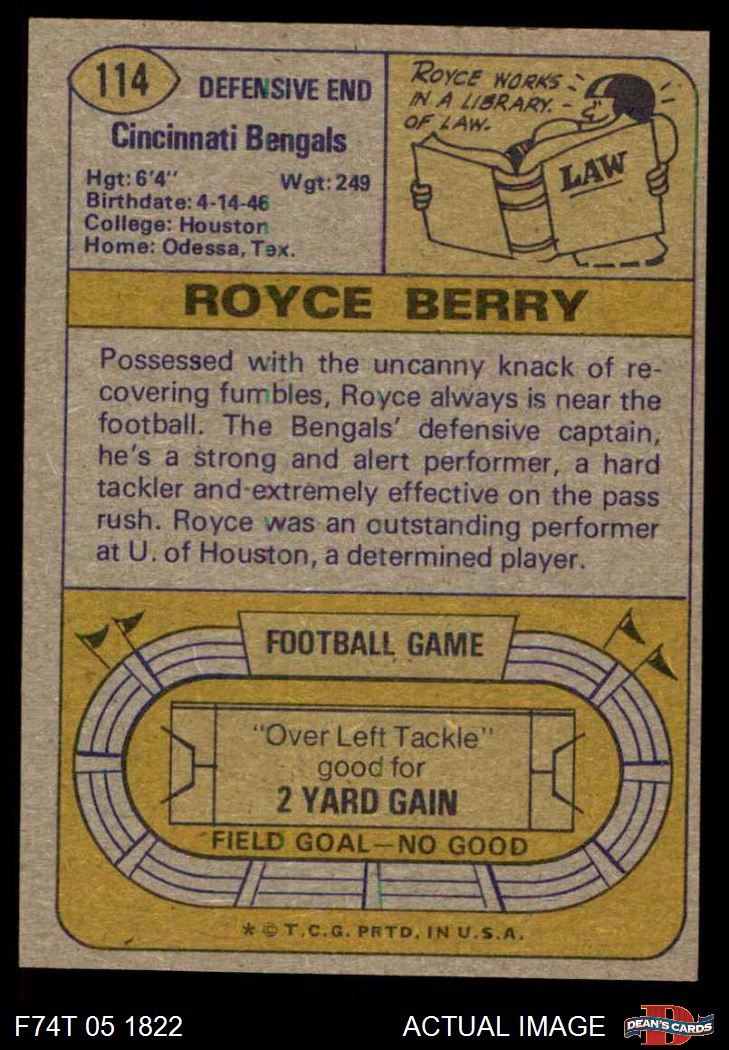 114
DEFENSIVE END
Cincinnati Bengals
Hgt: 6'4" Wgt: 249
Birthdate: 4-14-46
College: Houston
Home: Odessa, Tex.
ROYCE WORKS
IN A LIBRARY
OF LAW.
LAW
ROYCE BERRY
Possessed with the uncanny knack of re-
covering fumbles, Royce always is near the
football. The Bengals' defensive captain,
he's a strong and alert performer, a hard
tackler and extremely effective on the pass
rush. Royce was an outstanding performer
at U. of Houston, a determined player.
FOOTBALL GAME
"Over Left Tackle"
good for
2 YARD GAIN
FIELD GOAL—NO GOOD
* © T.C.G. PRTD. IN U.S.A.
F74T 05 1822 ACTUAL IMAGE
D
DEAN'S CARDS